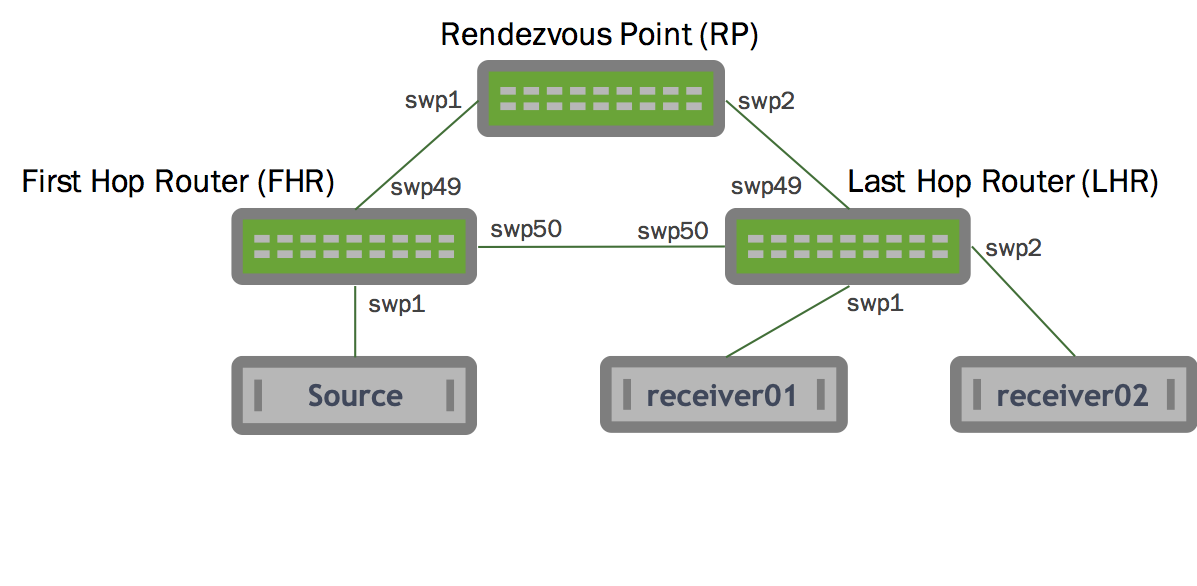 Rendezvous Point (RP)
swp1
swp2
First Hop Router (FHR)
swp49
swp49
Last Hop Router (LHR)
swp50
swp50
swp2
swp1
swp1
Source
receiver01
receiver02